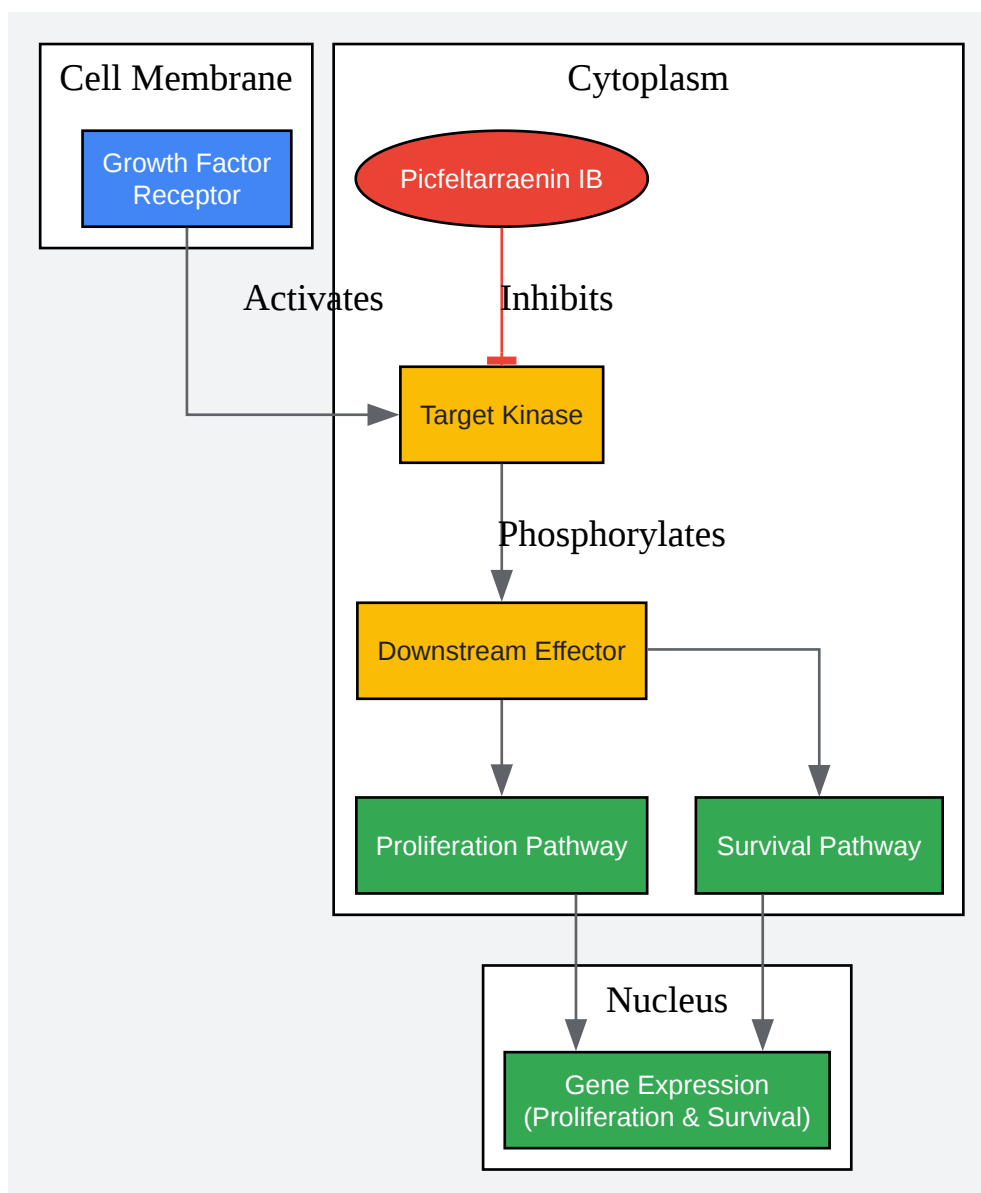 Cell Membrane
Growth Factor
Receptor
Cytoplasm
Picfeltarraenin IB
Activates
Inhibits
Target Kinase
Phosphorylates
Downstream Effector
Proliferation Pathway
Survival Pathway
Nucleus
Gene Expression
(Proliferation & Survival)